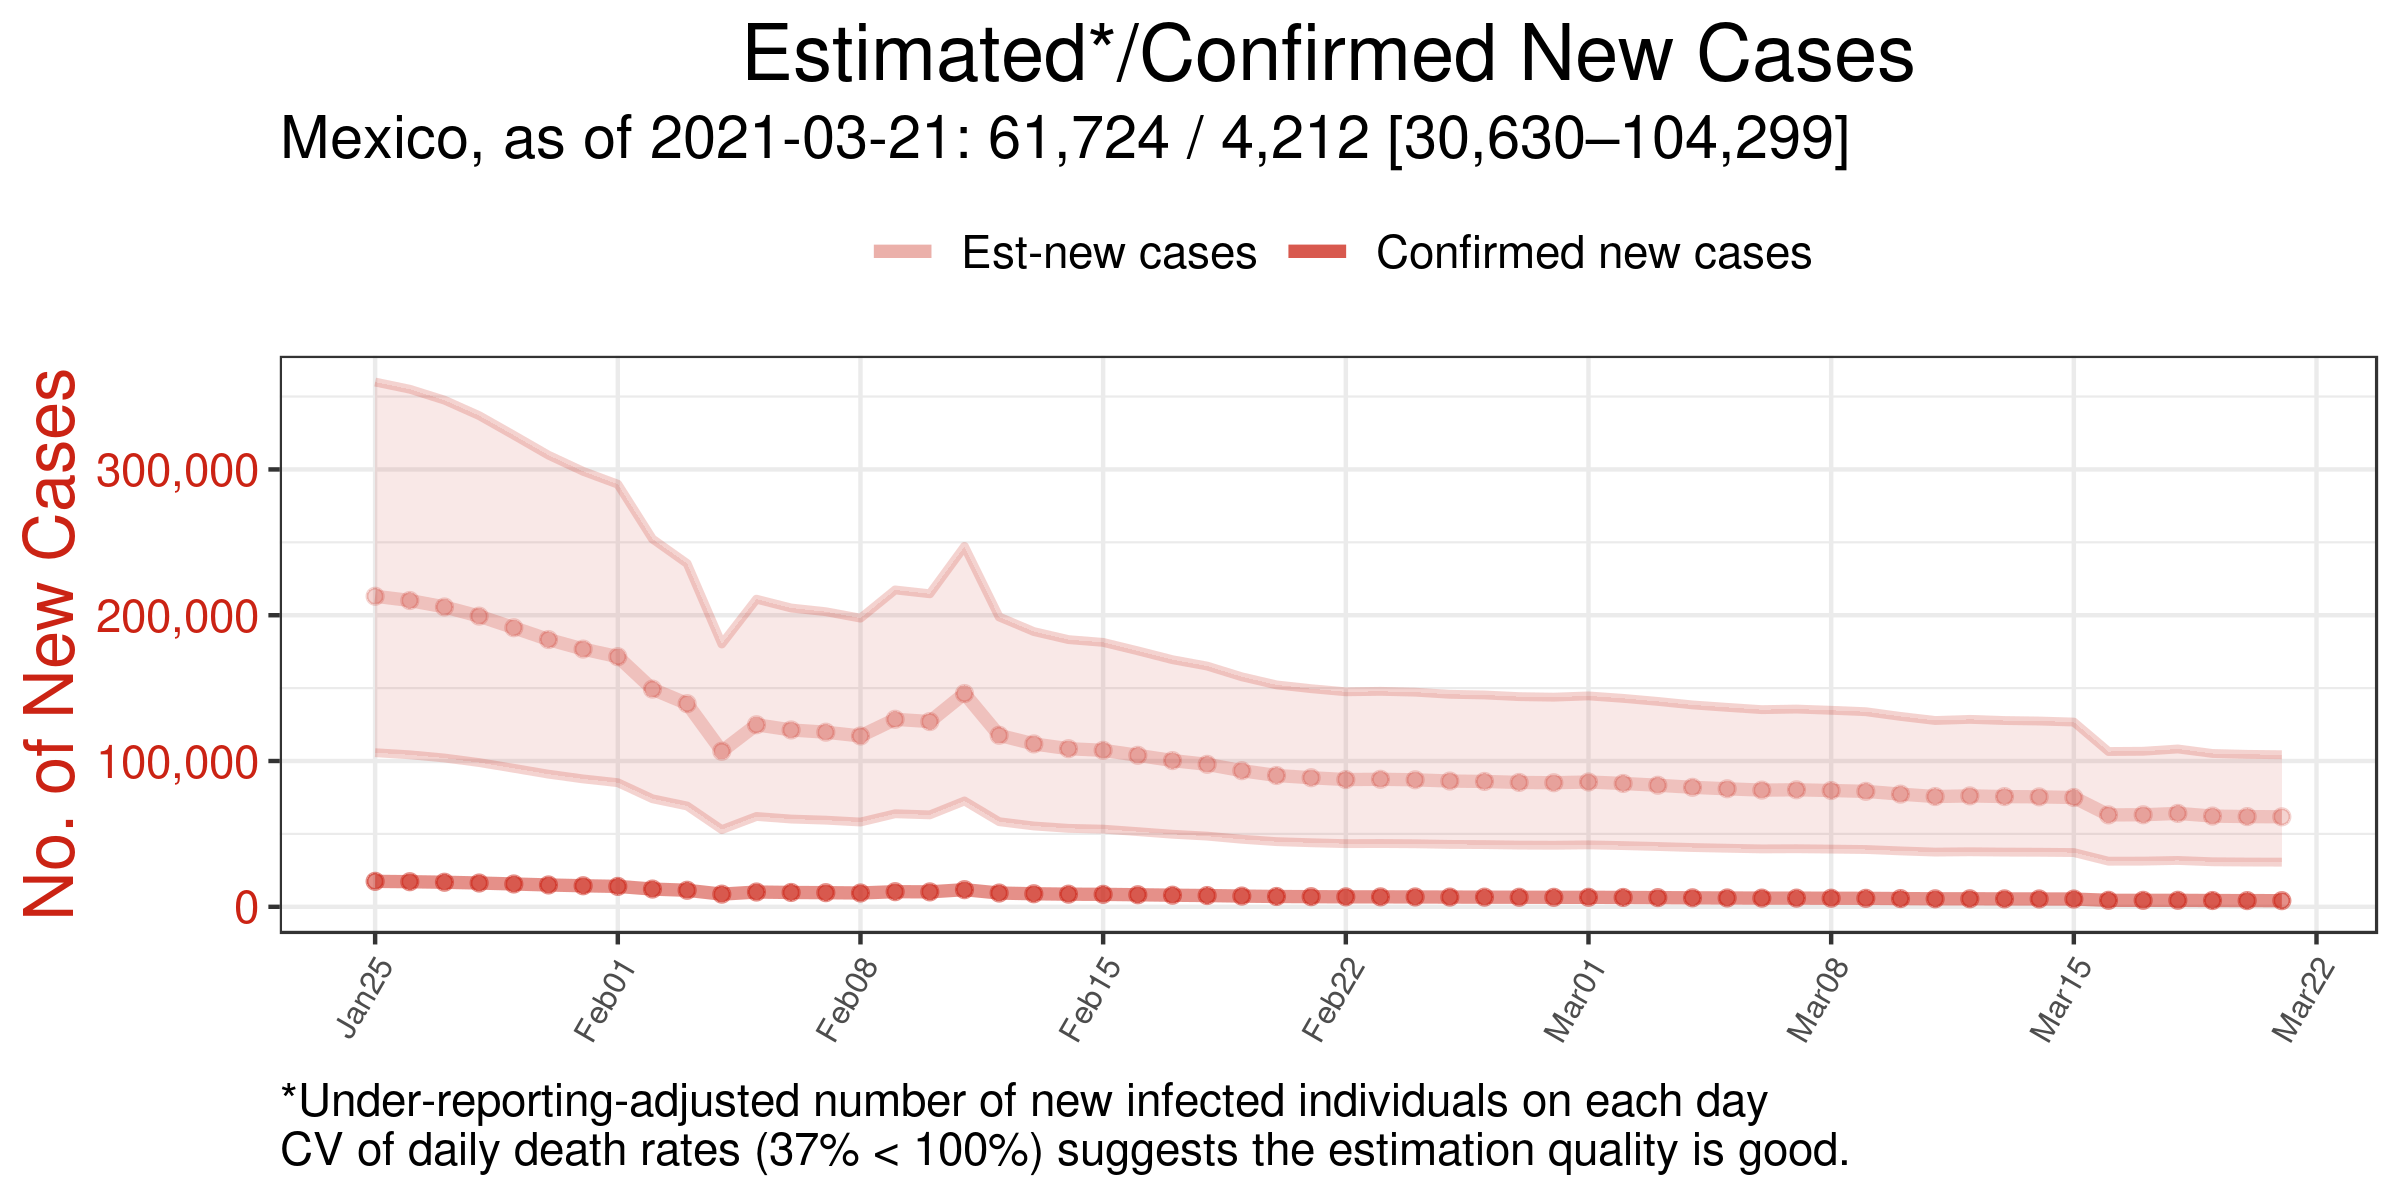 Estimated*/Confirmed New Cases
Mexico, as of 2021-03-21: 61,724 / 4,212 [30,630–104,299]
Est-new cases Confirmed new cases
No. of New Cases
300,000
200,000
100,000
0
Jan25 Feb01 Feb08 Feb15 Feb22 Mar01 Mar08 Mar15 Mar22
*Under-reporting-adjusted number of new infected individuals on each day
CV of daily death rates (37% < 100%) suggests the estimation quality is good.